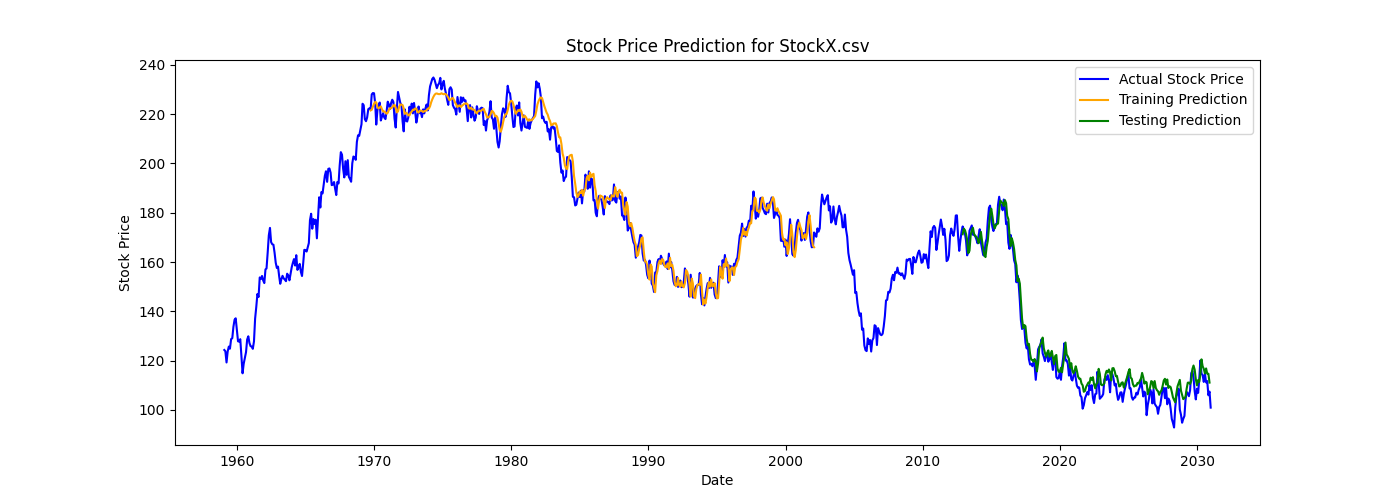 Stock Price Prediction for StockX.csv
Actual Stock Price
Training Prediction
Testing Prediction
Stock Price
240
220
200
180
160
140
120
100
1960 1970 1980 1990 2000 2010 2020 2030
Date